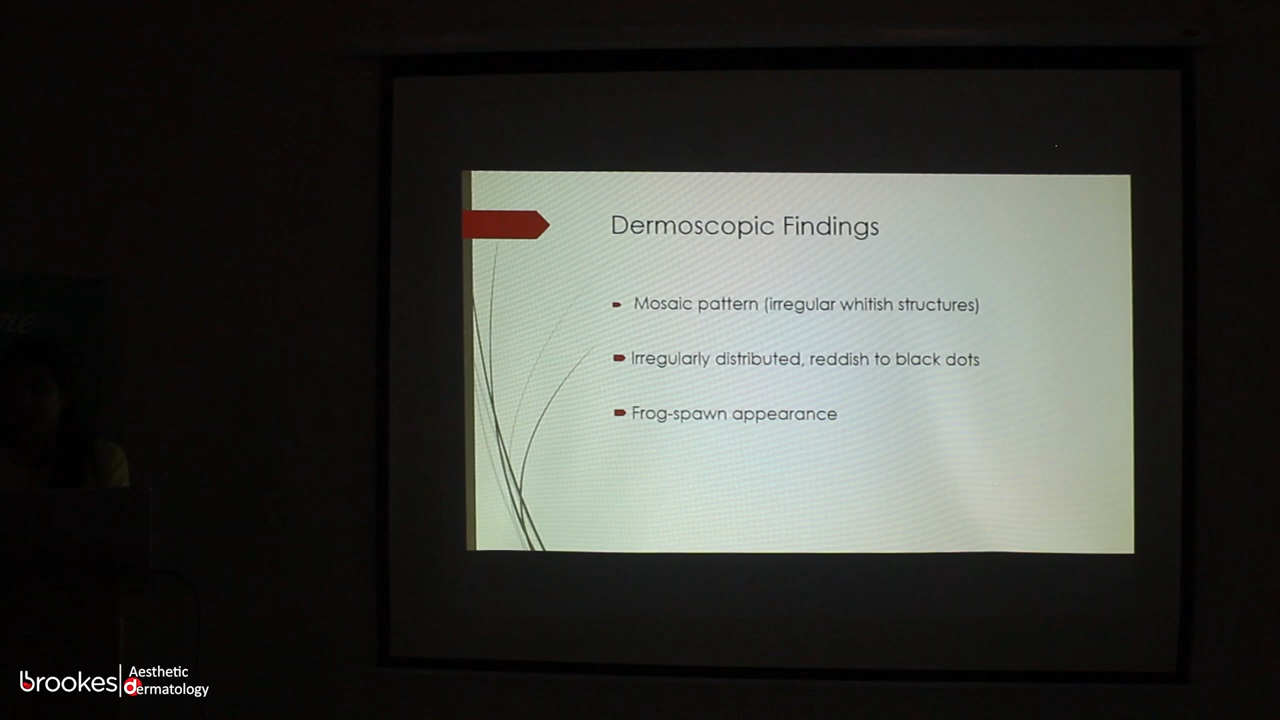 Dermoscopic Findings
Mosaic pattern (irregular whitish structures)
Irregularly distributed, reddish to black dots
Frog-spawn appearance
brookes
Aesthetic
dermatology